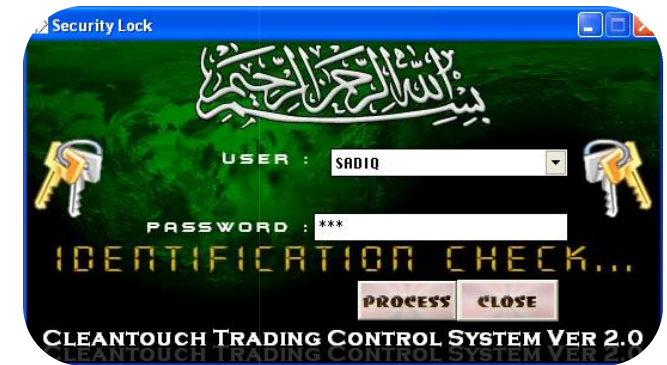 Security Lock
بسم الله الرحمن الرحيم
USER : SADIQ
PASSWORD : ***
IDENTIFICATION CHECK...
PROCESS CLOSE
CLEANTOUCH TRADING CONTROL SYSTEM VER 2.0